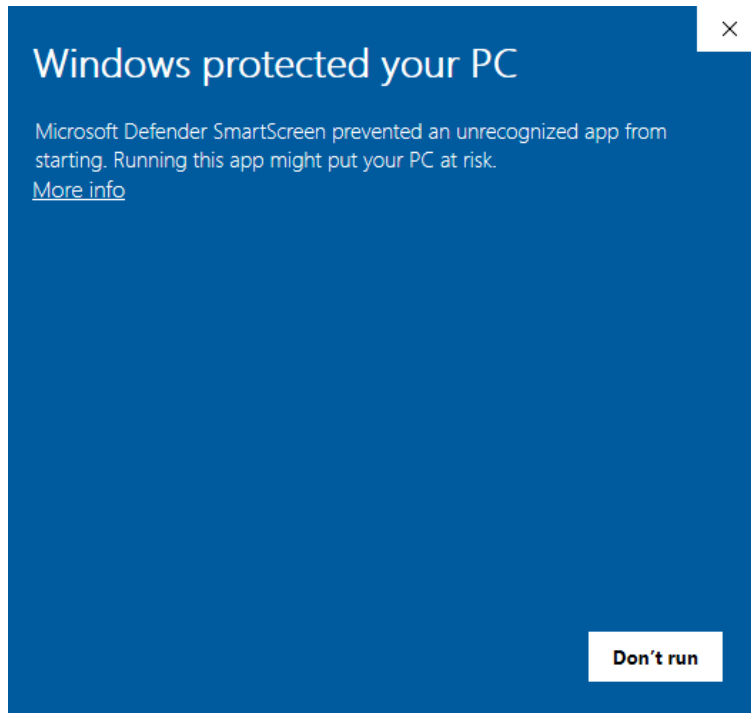 Windows protected your PC
Microsoft Defender SmartScreen prevented an unrecognized app from
starting. Running this app might put your PC at risk.
More info
Don’t run